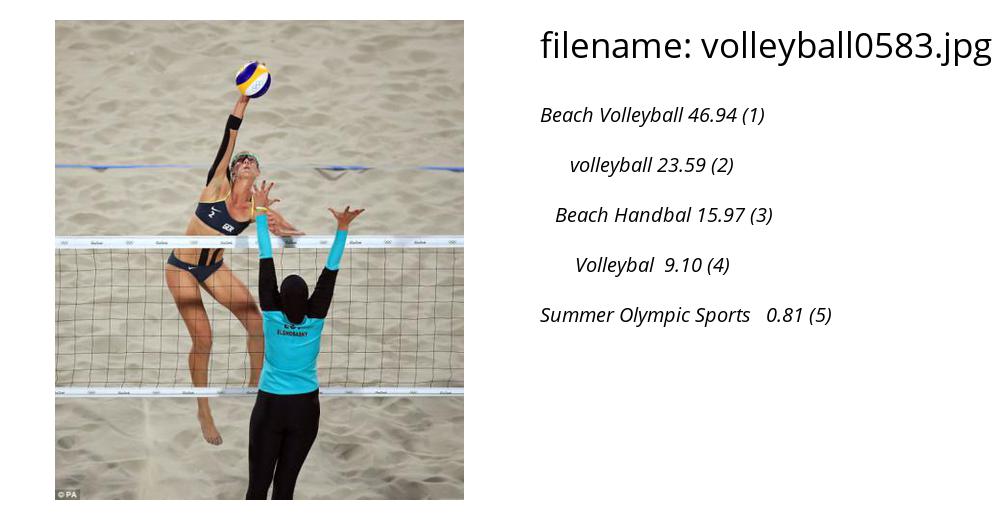 filename: volleyball0583.jpg
Beach Volleyball 46.94 (1)
volleyball 23.59 (2)
Beach Handbal 15.97 (3)
Volleybal 9.10 (4)
Summer Olympic Sports 0.81 (5)
2
GER
ELGHOBASHY
© PA